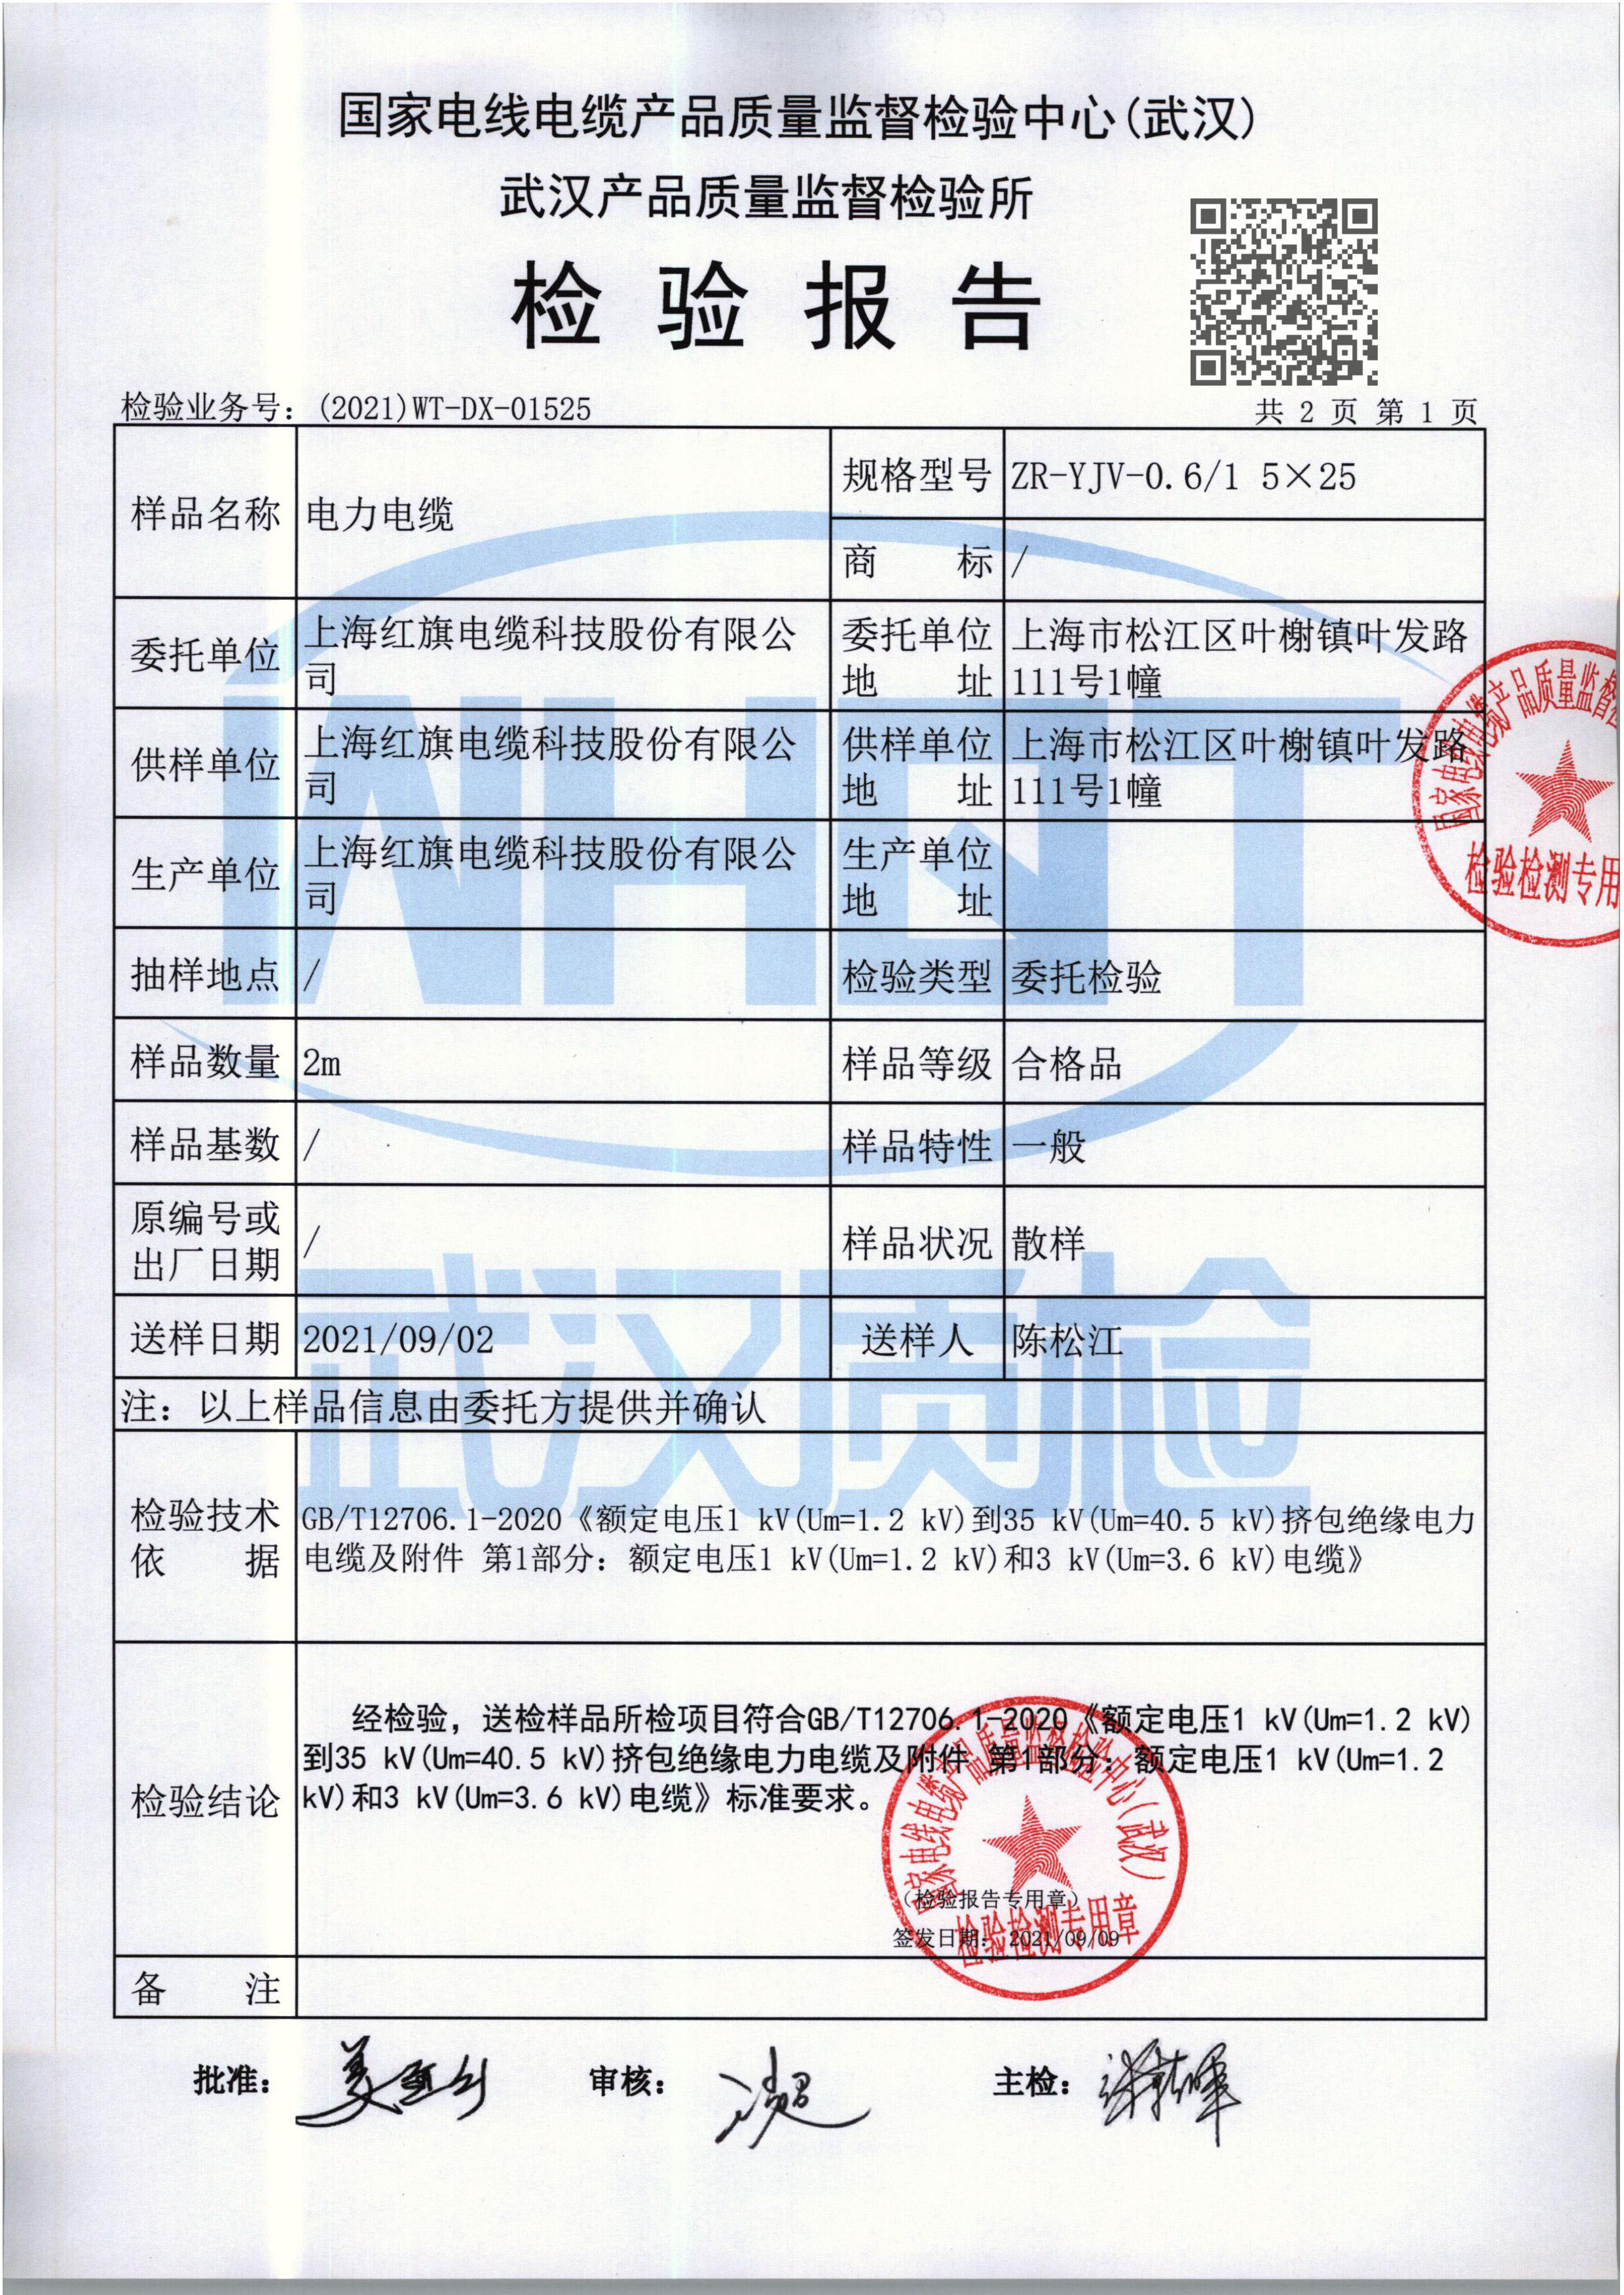 国家电线电缆产品质量监督检验中心(武汉)
武汉产品质量监督检验所
检验报告
检验业务号：(2021)WT-DX-01525
共 2 页 第 1 页
样品名称 电力电缆 规格型号 ZR-YJV-0.6/1 5×25
商 标 /
委托单位 上海红旗电缆科技股份有限公
司
委托单位
地 址
上海市松江区叶榭镇叶发路
111号1幢
供样单位 上海红旗电缆科技股份有限公
司
供样单位
地 址
上海市松江区叶榭镇叶发路
111号1幢
生产单位 上海红旗电缆科技股份有限公
司
生产单位
地 址
抽样地点 / 检验类型 委托检验
样品数量 2m 样品等级 合格品
样品基数 / 样品特性 一般
原编号或
出厂日期
/ 样品状况 散样
送样日期 2021/09/02 送样人 陈松江
注：以上样品信息由委托方提供并确认
检验技术
依 据
GB/T12706.1-2020《额定电压1 kV(Um=1.2 kV)到35 kV(Um=40.5 kV)挤包绝缘电力
电缆及附件 第1部分：额定电压1 kV(Um=1.2 kV)和3 kV(Um=3.6 kV)电缆》
检验结论
经检验，送检样品所检项目符合GB/T12706.1-2020《额定电压1 kV(Um=1.2 kV)
到35 kV(Um=40.5 kV)挤包绝缘电力电缆及附件 第1部分：额定电压1 kV(Um=1.2
kV)和3 kV(Um=3.6 kV)电缆》标准要求。
（检验报告专用章）
签发日期： 2021/09/09
国家电线电缆产品质量监督检验中心(武汉)
检验检测专用章
备 注
批准： 审核： 主检：
国家电线电缆产品质量监督
检验检测专用
WHQT
武汉质检